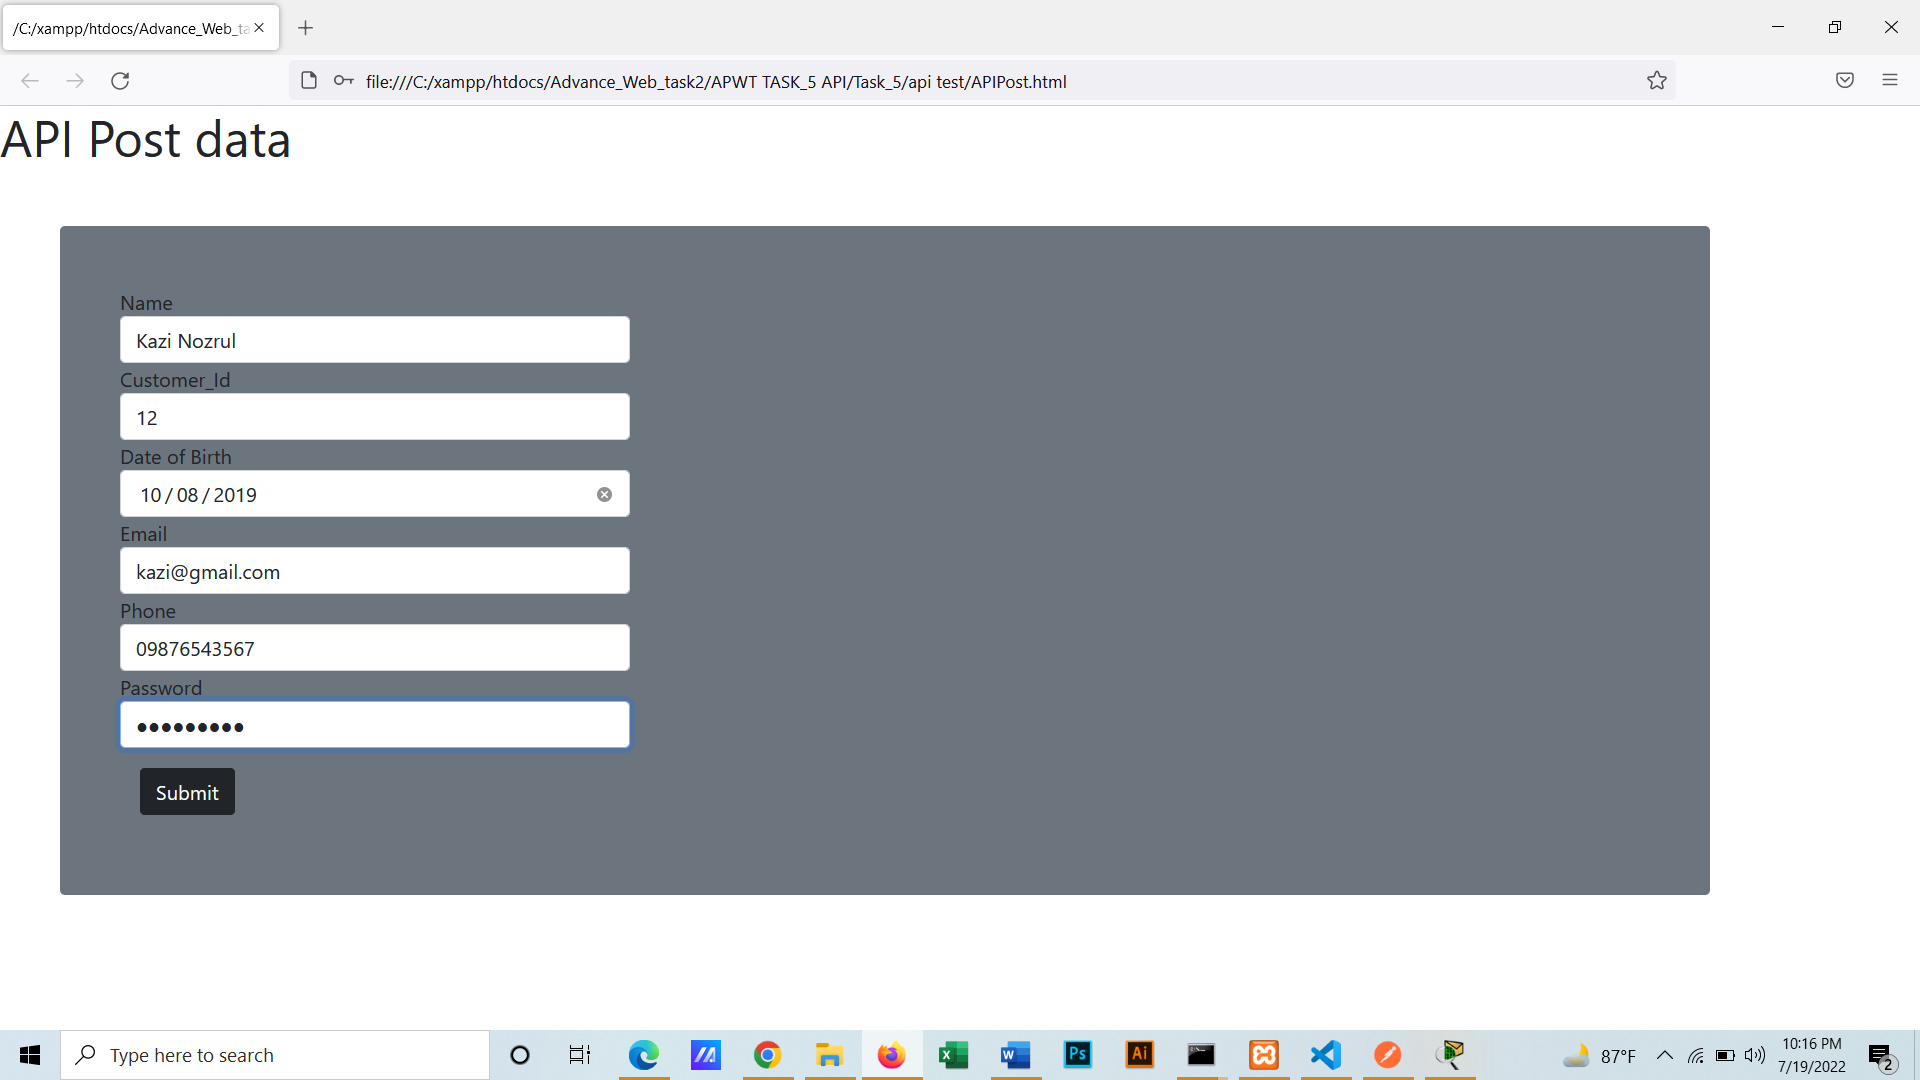 /C:/xampp/htdocs/Advance_Web_ta
file:///C:/xampp/htdocs/Advance_Web_task2/APWT TASK_5 API/Task_5/api test/APIPost.html
API Post data
Name
Kazi Nozrul
Customer_Id
12
Date of Birth
10 / 08 / 2019
Email
kazi@gmail.com
Phone
09876543567
Password
Submit
Type here to search
W
Ps
Ai
87°F
10:16 PM
7/19/2022
2